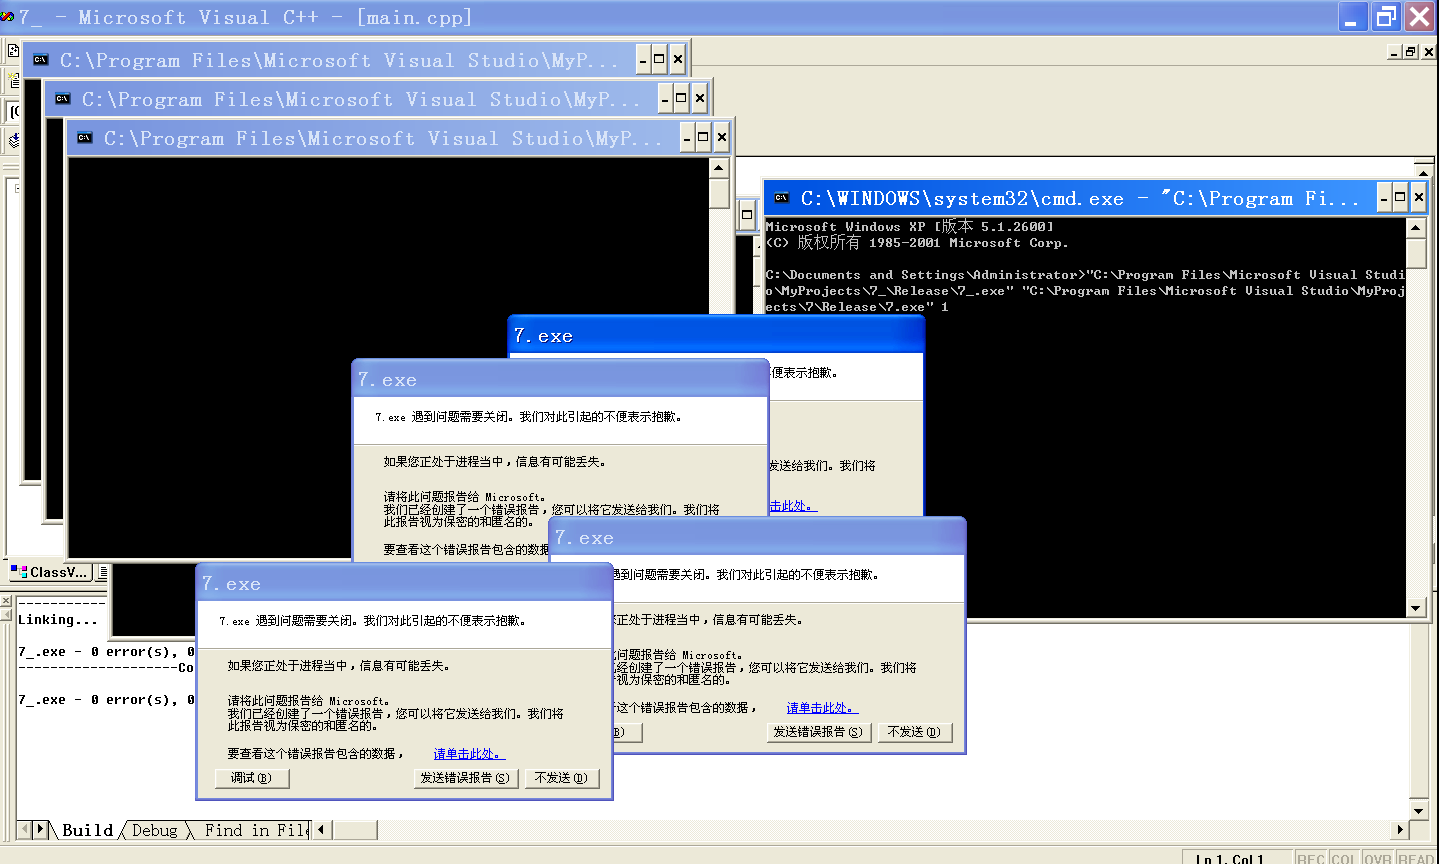 7_ - Microsoft Visual C++ - [main.cpp]
C:\Program Files\Microsoft Visual Studio\MyP...
C:\Program Files\Microsoft Visual Studio\MyP...
C:\Program Files\Microsoft Visual Studio\MyP...
C:\WINDOWS\system32\cmd.exe - "C:\Program Fi...
Microsoft Windows XP [版本 5.1.2600]
(C) 版权所有 1985-2001 Microsoft Corp.
C:\Documents and Settings\Administrator>"C:\Program Files\Microsoft Visual Studi
o\MyProjects\7_\Release\7_.exe" "C:\Program Files\Microsoft Visual Studio\MyProj
ects\7\Release\7.exe" 1
7.exe
便表示抱歉。
发送给我们。我们将
击此处。
7.exe
7.exe 遇到问题需要关闭。我们对此引起的不便表示抱歉。
如果您正处于进程当中，信息有可能丢失。
请将此问题报告给 Microsoft。
我们已经创建了一个错误报告，您可以将它发送给我们。我们将
此报告视为保密的和匿名的。
要查看这个错误报告包含的数据
7.exe
遇到问题需要关闭。我们对此引起的不便表示抱歉。
正处于进程当中，信息有可能丢失。
问题报告给 Microsoft。
已经创建了一个错误报告，您可以将它发送给我们。我们将
告视为保密的和匿名的。
这个错误报告包含的数据， 请单击此处。
B) 发送错误报告(S) 不发送(D)
7.exe
7.exe 遇到问题需要关闭。我们对此引起的不便表示抱歉。
如果您正处于进程当中，信息有可能丢失。
请将此问题报告给 Microsoft。
我们已经创建了一个错误报告，您可以将它发送给我们。我们将
此报告视为保密的和匿名的。
要查看这个错误报告包含的数据， 请单击此处。
调试(B) 发送错误报告(S) 不发送(D)
ClassV...
Linking...
7_.exe - 0 error(s), 0
--------------------Co
7_.exe - 0 error(s), 0
Build Debug Find in File
Ln 1, Col 1 REC COL OVR READ